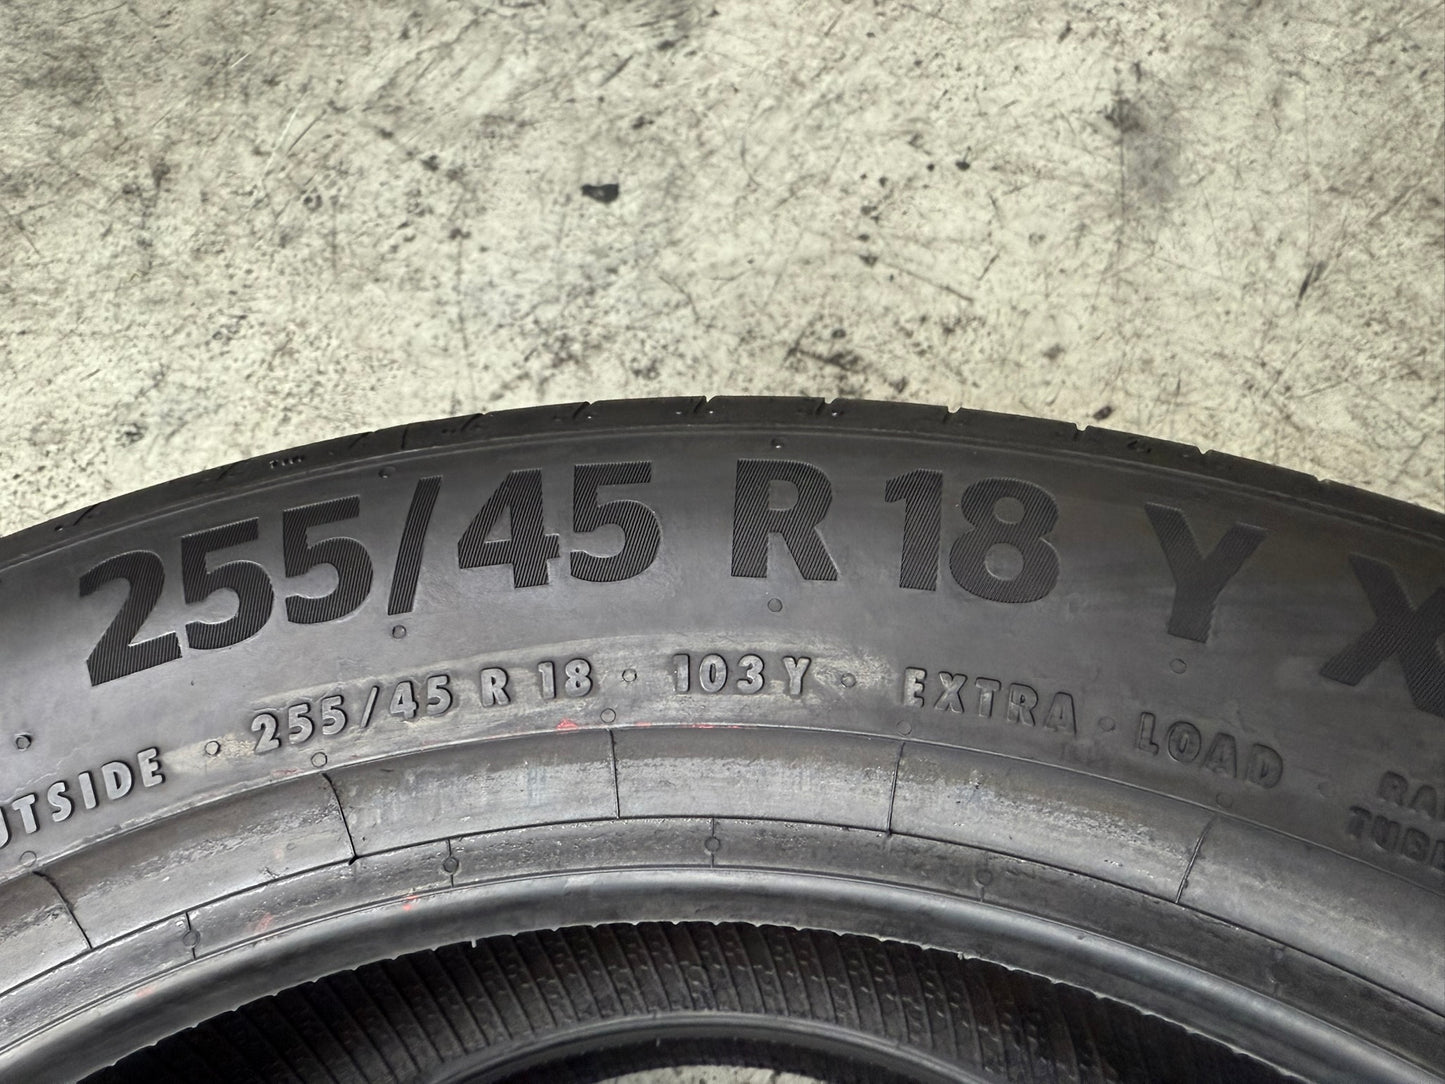 255/45 R 18 Y X
UTSIDE 255/45 R 18 · 103 Y · EXTRA · LOAD